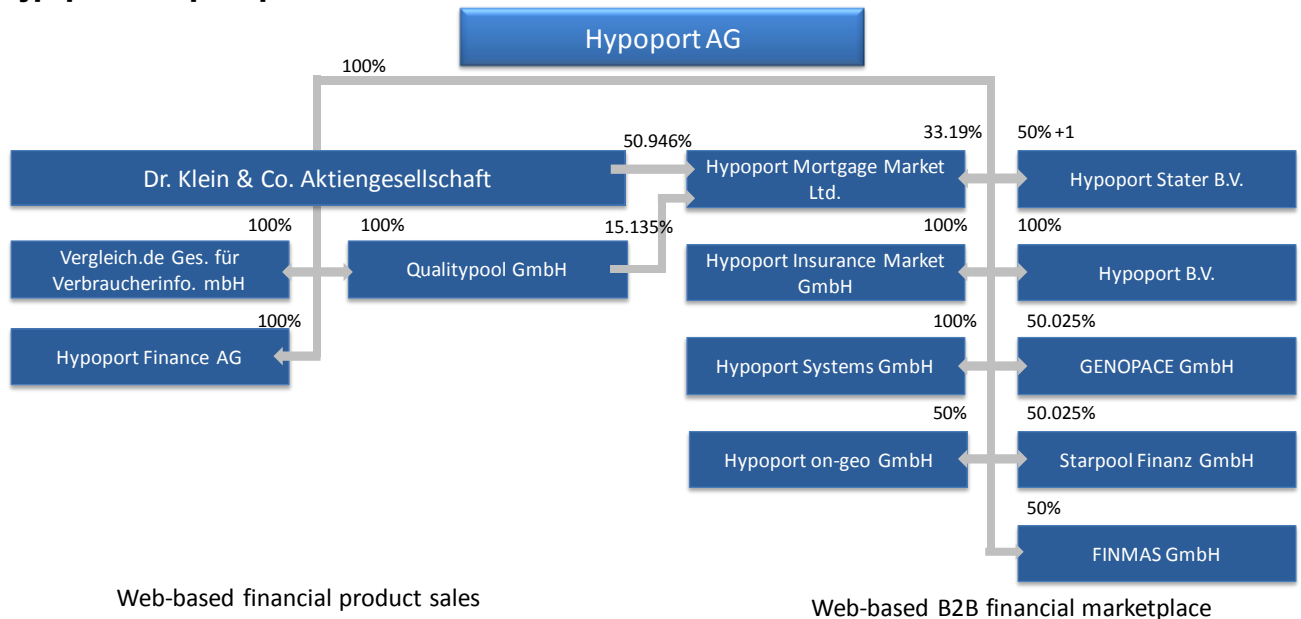 Hypoport AG
100%
50.946%
33.19%
50% +1
Dr. Klein & Co. Aktiengesellschaft
Hypoport Mortgage Market
Ltd.
Hypoport Stater B.V.
100%
100%
15.135%
100%
100%
Vergleich.de Ges. für
Verbraucherinfo. mbH
Qualitypool GmbH
Hypoport Insurance Market
GmbH
Hypoport B.V.
100%
100%
50.025%
Hypoport Finance AG
Hypoport Systems GmbH
GENOPACE GmbH
50%
50.025%
Hypoport on-geo GmbH
Starpool Finanz GmbH
50%
FINMAS GmbH
Web-based financial product sales
Web-based B2B financial marketplace